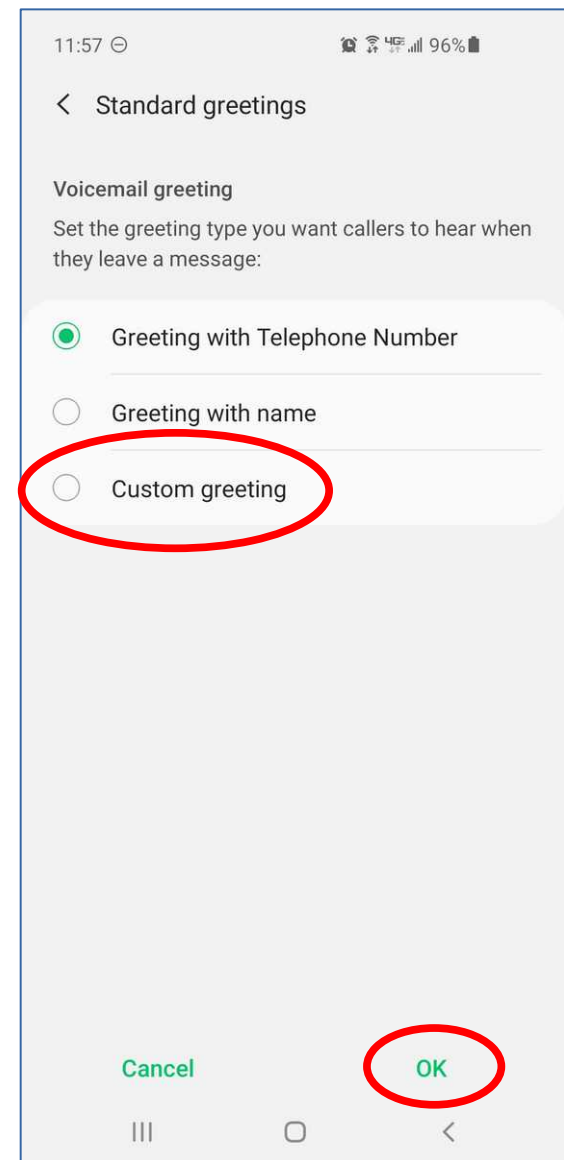 11:57 4GE 96%
Standard greetings
Voicemail greeting
Set the greeting type you want callers to hear when
they leave a message:
Greeting with Telephone Number
Greeting with name
Custom greeting
Cancel OK